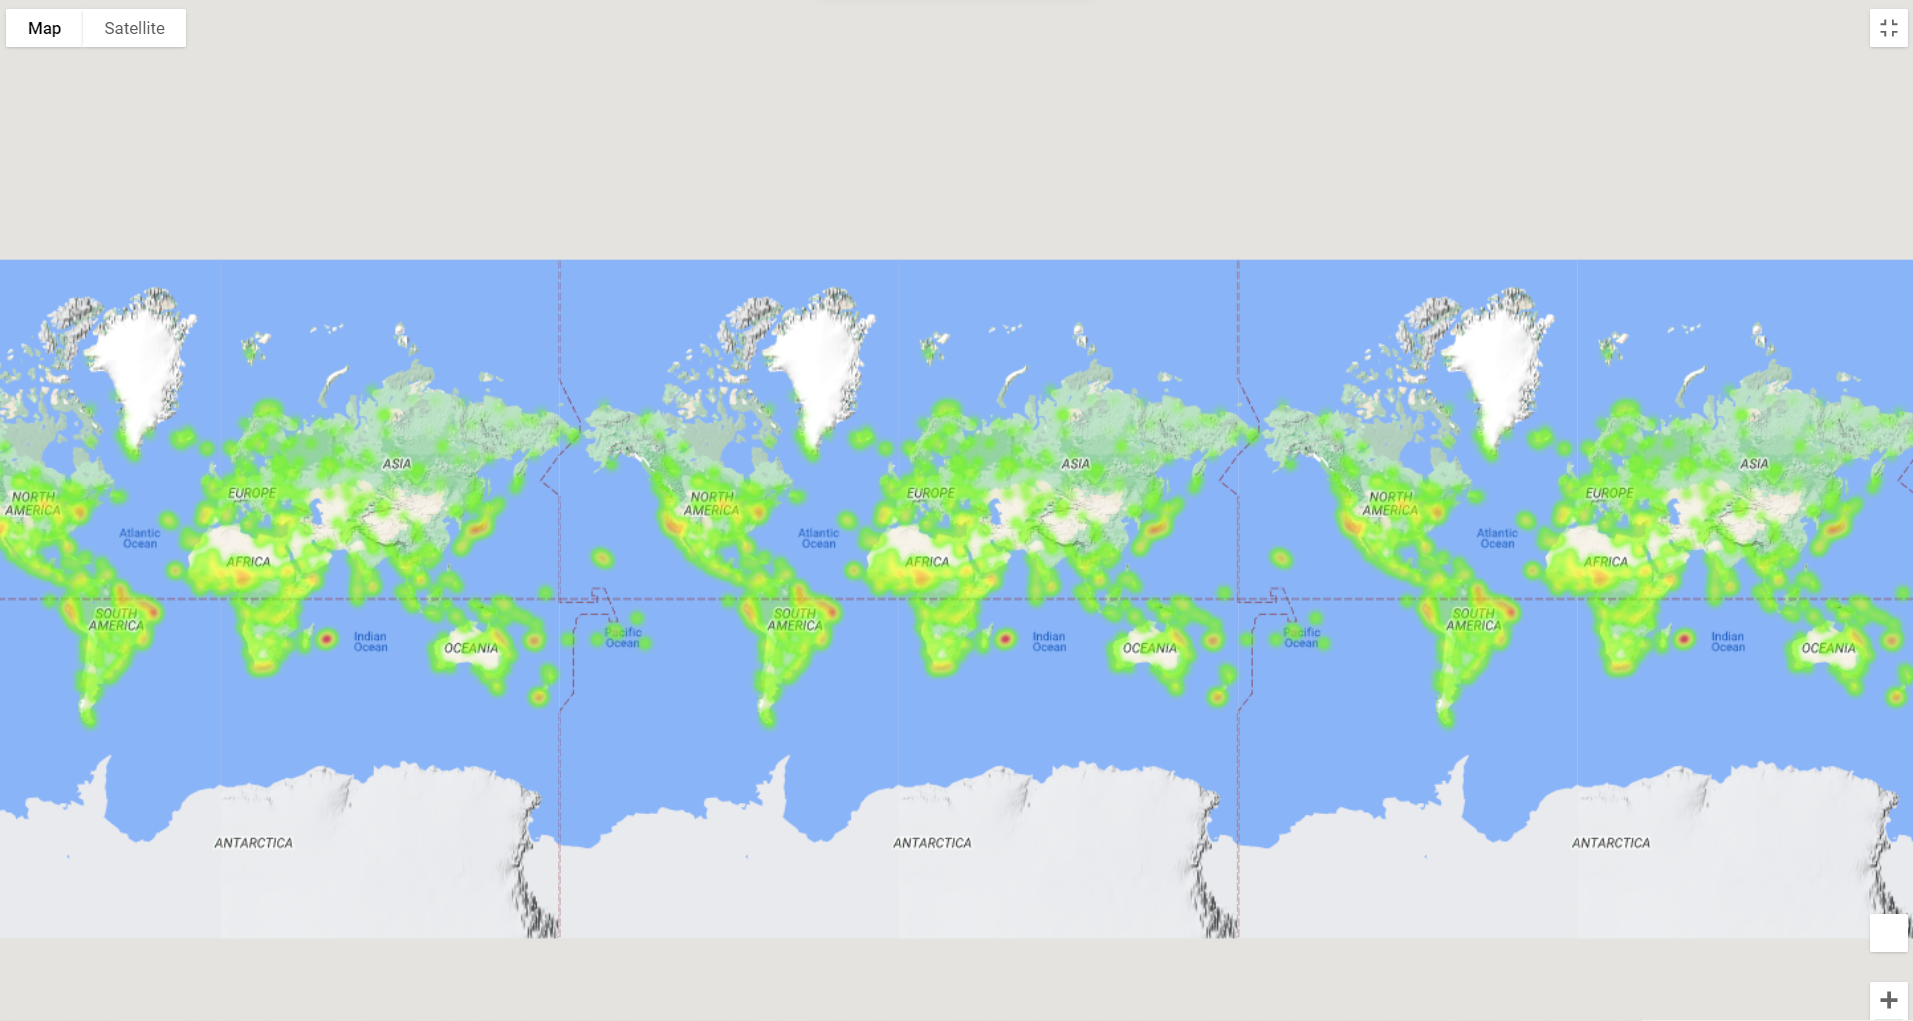 Map Satellite
ASIA ASIA ASIA
NORTH AMERICA
EUROPE
NORTH AMERICA
EUROPE
NORTH AMERICA
EUROPE
Atlantic Ocean
Atlantic Ocean
Atlantic Ocean
AFRICA AFRICA AFRICA
SOUTH AMERICA
SOUTH AMERICA
SOUTH AMERICA
Indian Ocean
Pacific Ocean
Indian Ocean
Pacific Ocean
Indian Ocean
OCEANIA OCEANIA OCEANIA
ANTARCTICA ANTARCTICA ANTARCTICA